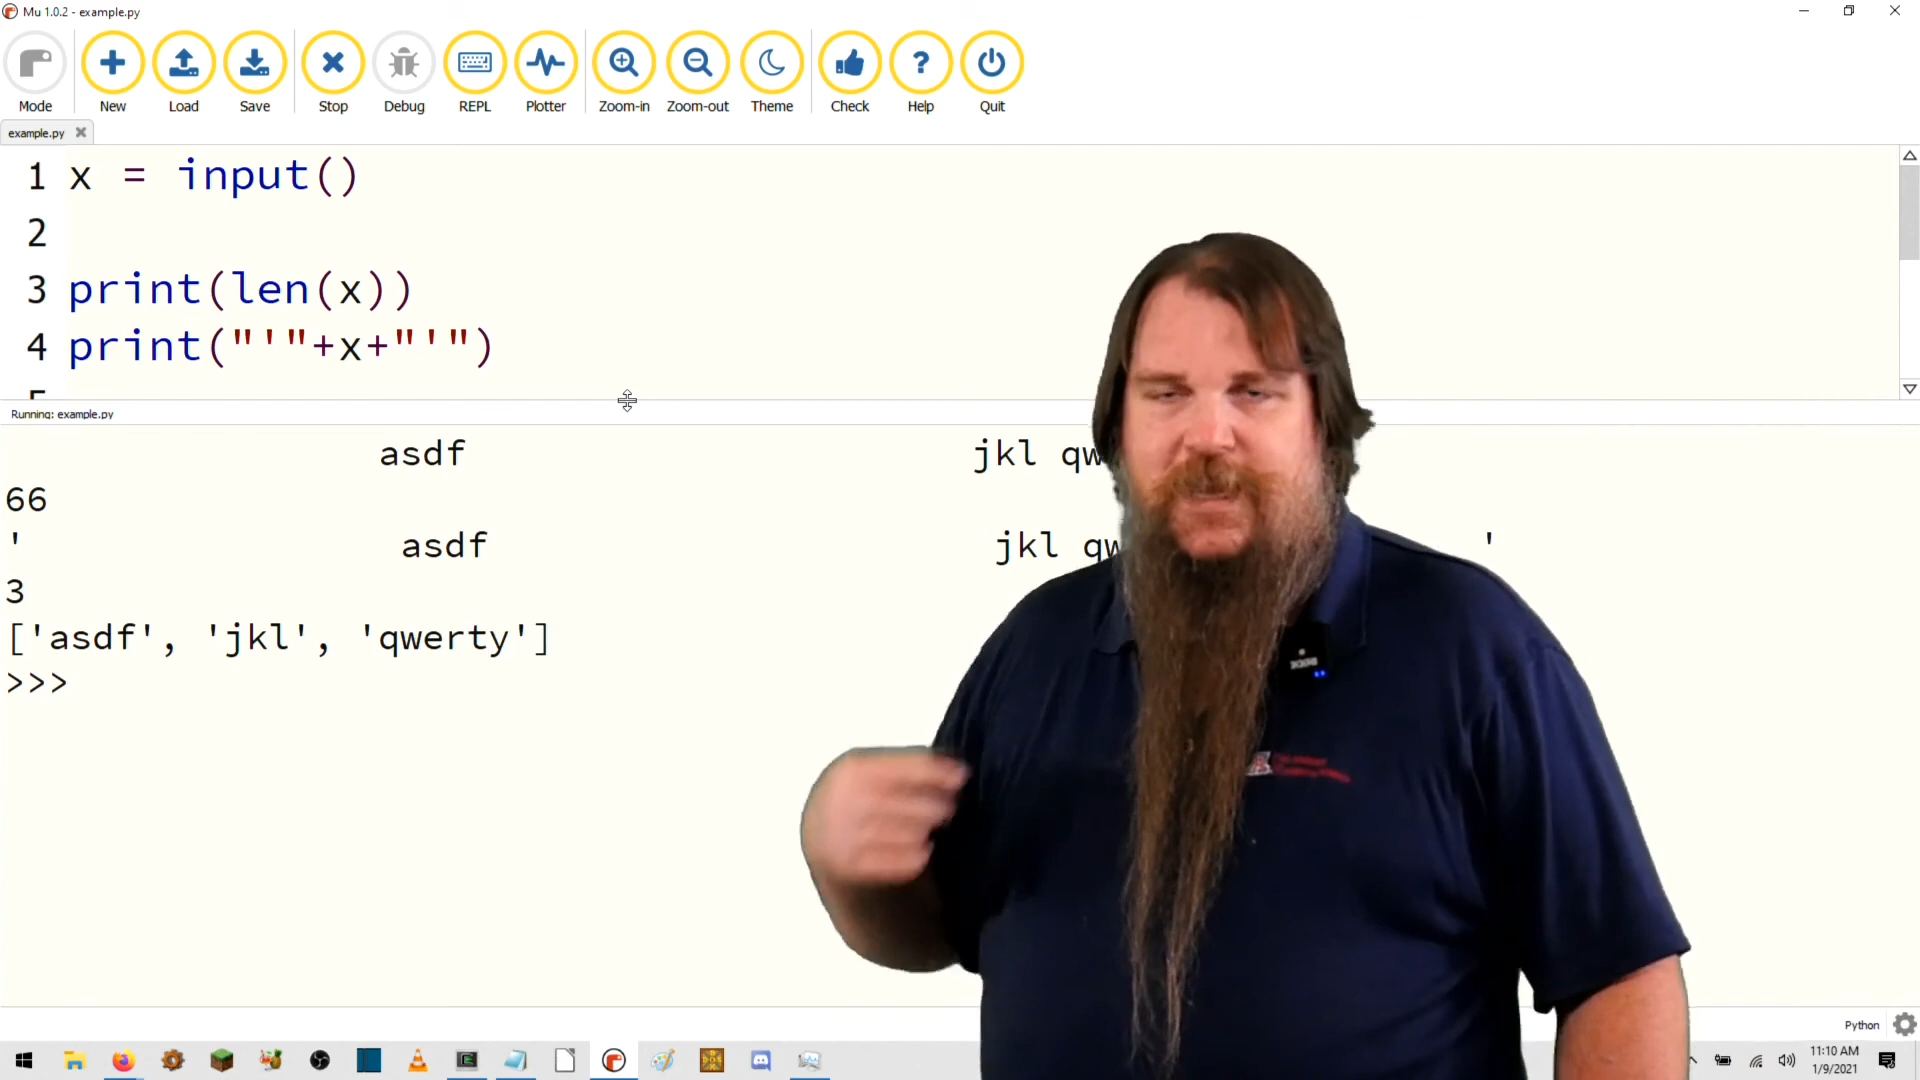 Mu 1.0.2 - example.py
Mode New Load Save Stop Debug REPL Plotter Zoom-in Zoom-out Theme Check Help Quit
example.py
1 x = input()
2
3 print(len(x))
4 print("'"+x+"'")
Running: example.py
asdf jkl
66
' asdf jkl '
3
['asdf', 'jkl', 'qwerty']
>>>
Python
11:10 AM
1/9/2021